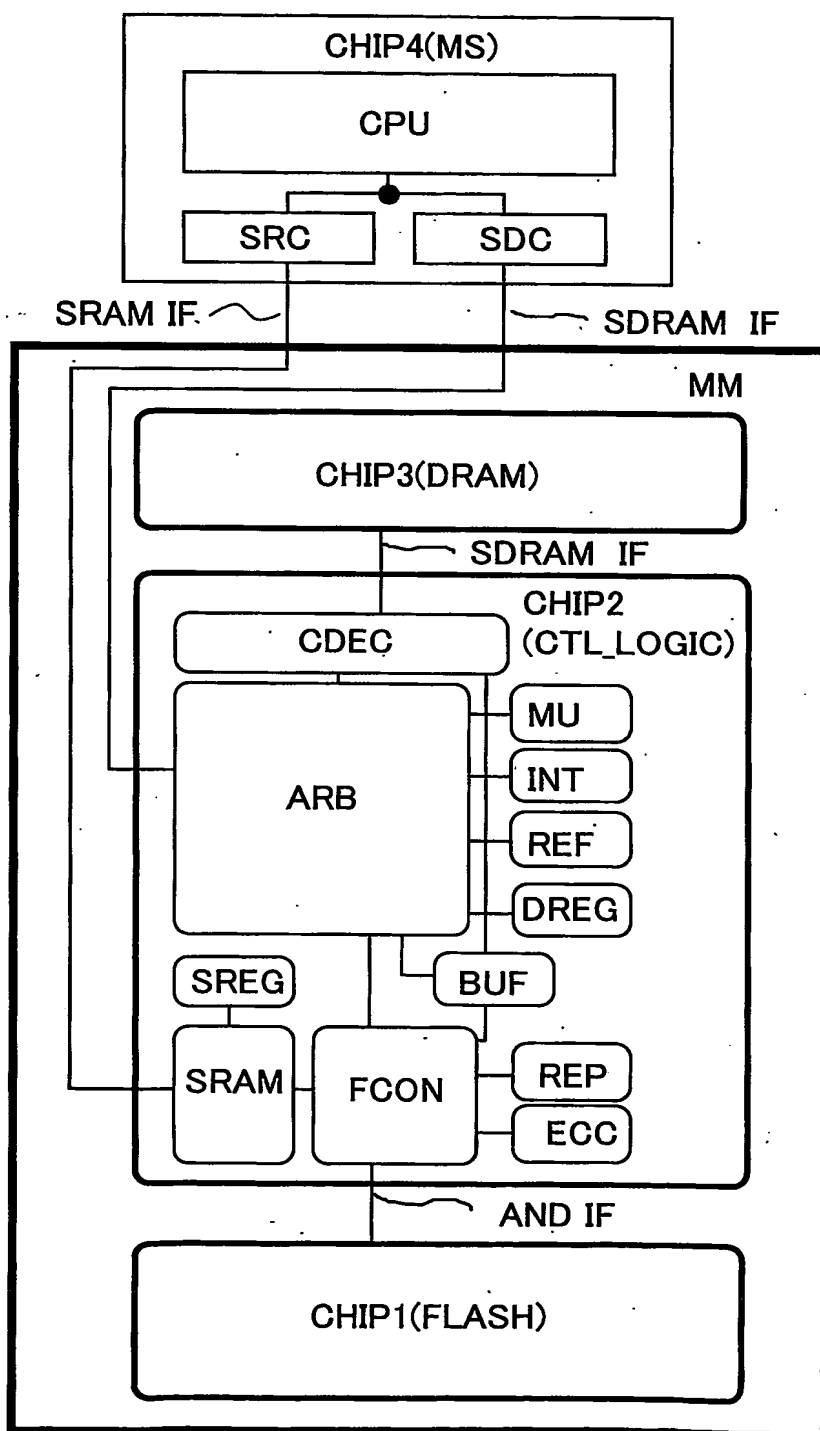 CHIP4(MS)
CPU
SRC
SDC
SRAM IF
SDRAM IF
MM
CHIP3(DRAM)
SDRAM IF
CHIP2
(CTL_LOGIC)
CDEC
MU
INT
ARB
REF
DREG
SREG
BUF
SRAM
FCON
REP
ECC
AND IF
CHIP1(FLASH)